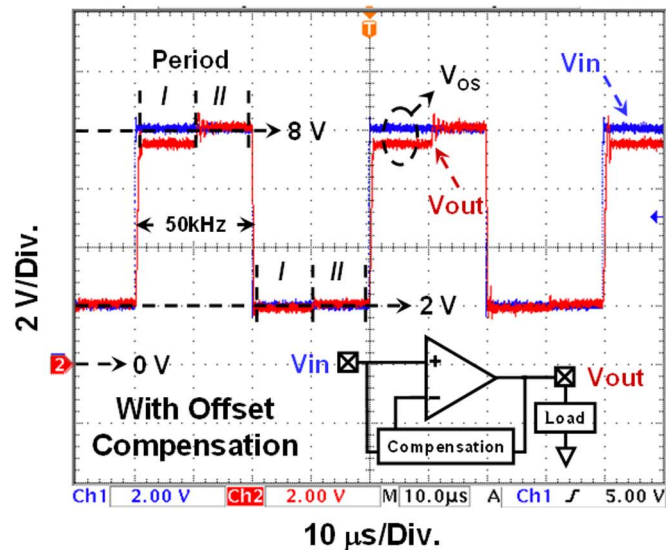 Period
I II I II
V_OS
Vin
8 V
Vout
50kHz
2 V/Div.
2 V
2 0 V
Vin
+
−
Vout
With Offset
Compensation
Compensation
Load
Ch1 2.00 V Ch2 2.00 V M 10.0µs A Ch1 5.00 V
10 µs/Div.
T